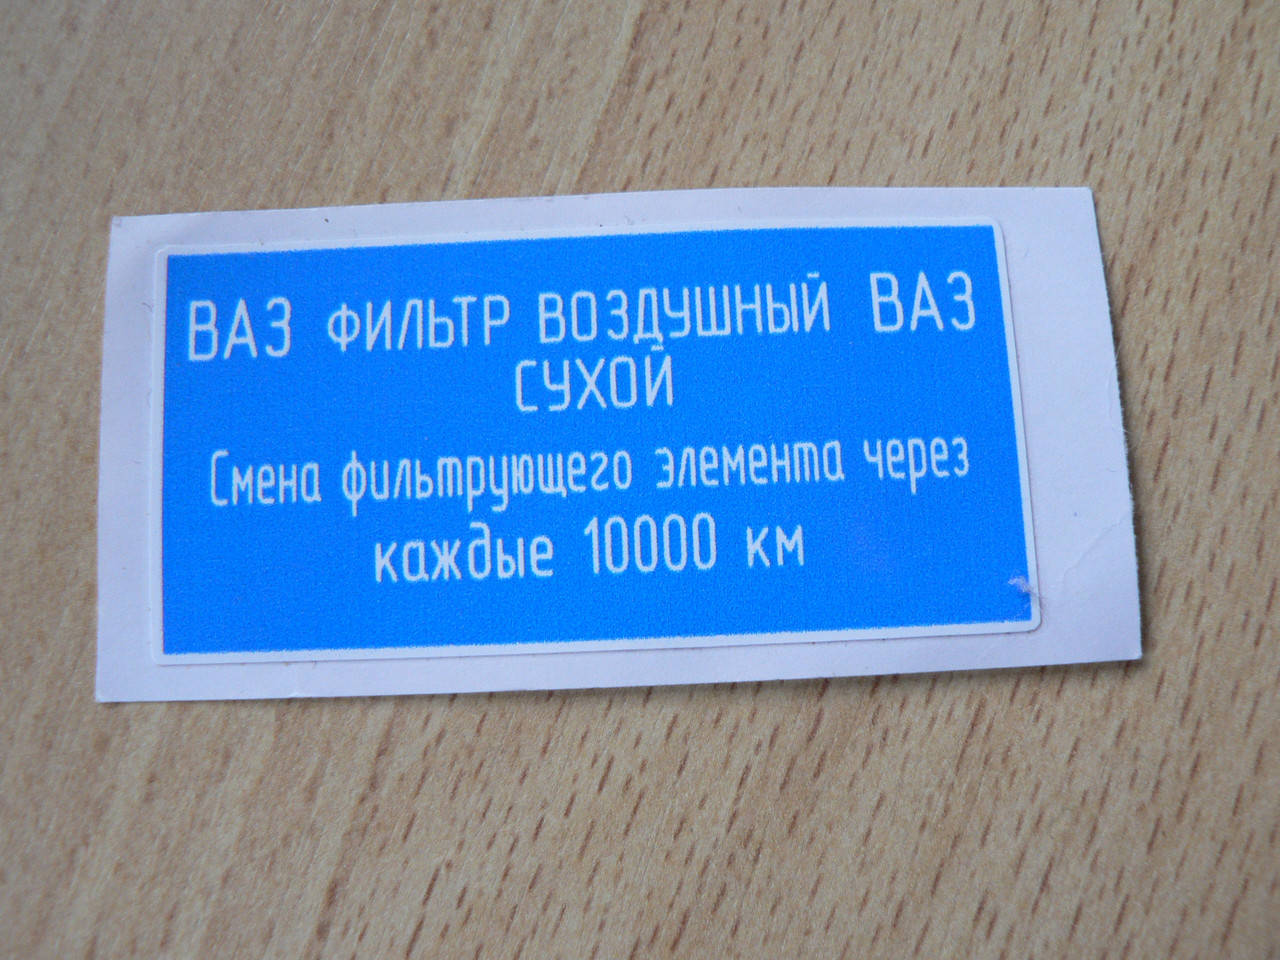 ВАЗ ФИЛЬТР ВОЗДУШНЫЙ ВАЗ
СУХОЙ
Смена фильтрующего элемента через
каждые 10000 км